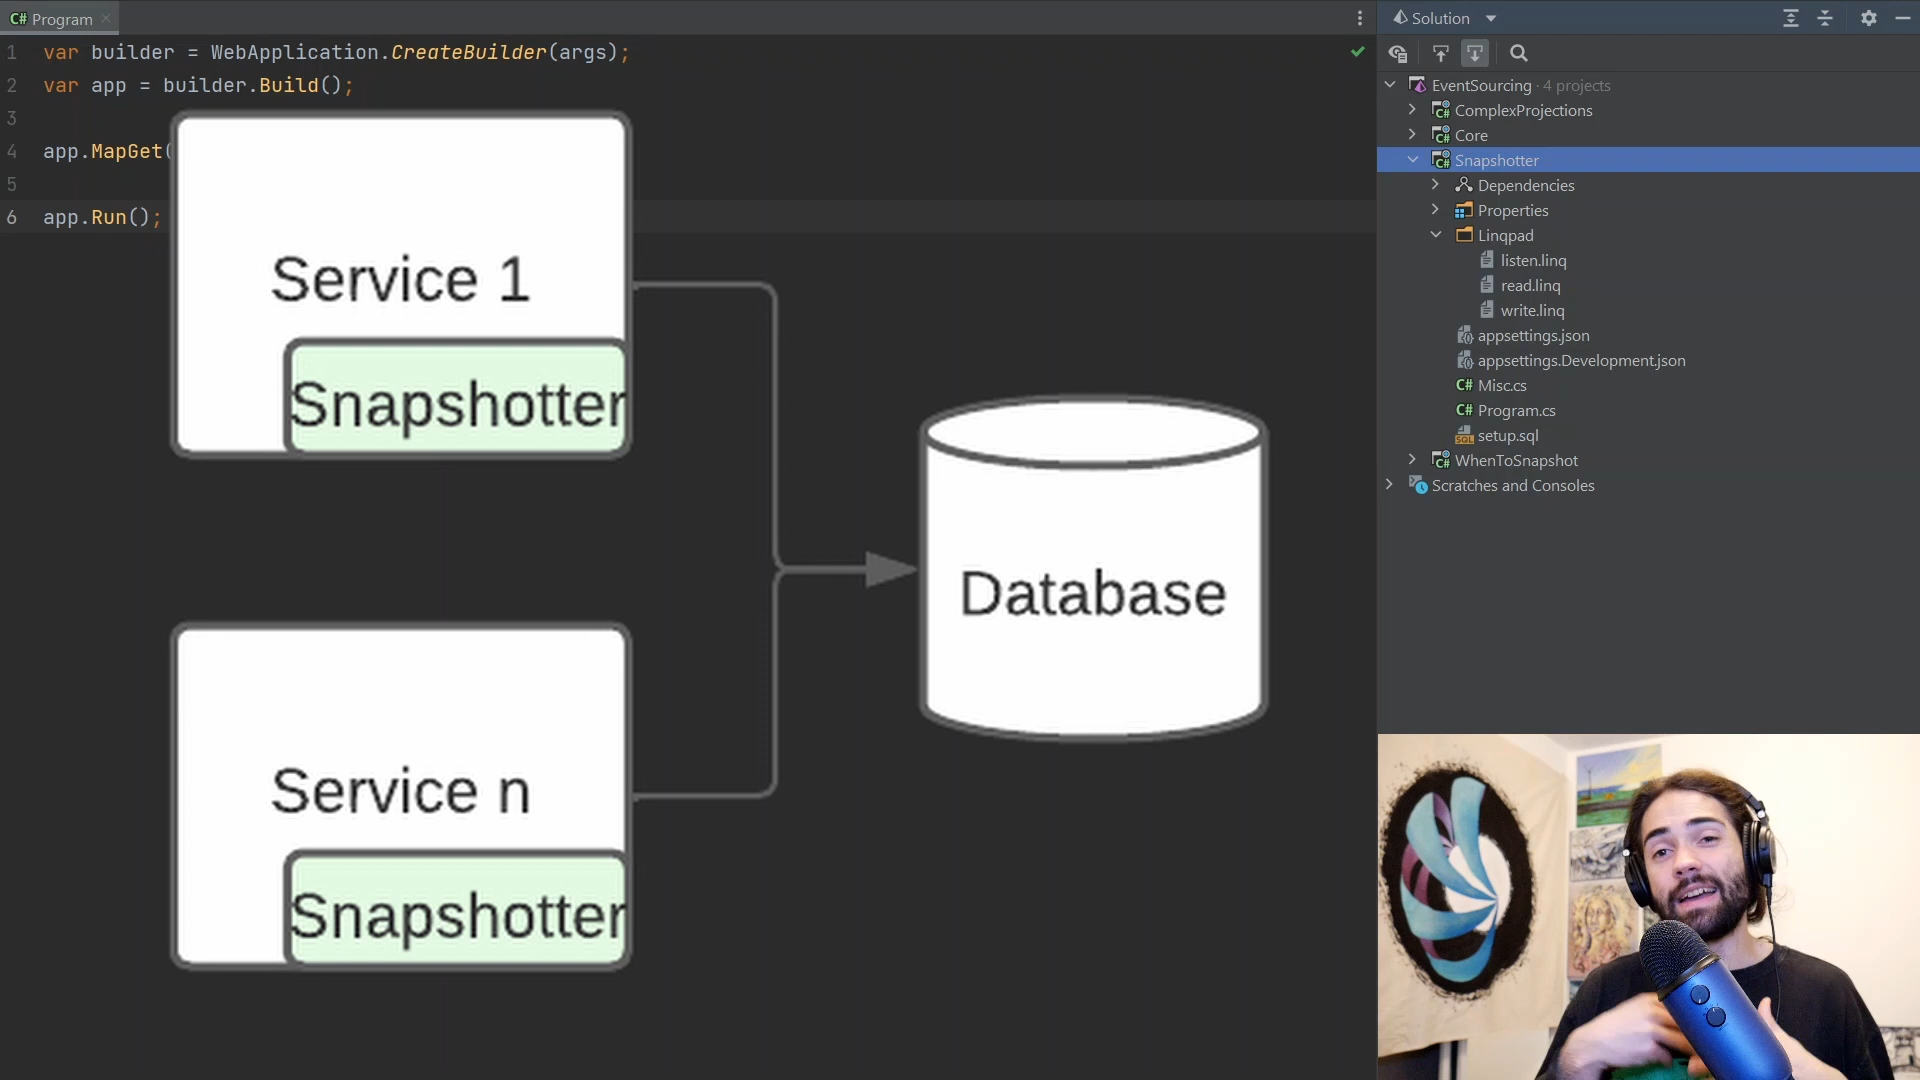 Program
1 var builder = WebApplication.CreateBuilder(args);
2 var app = builder.Build();
3
4 app.MapGet(
5
6 app.Run();
Service 1
Snapshotter
Service n
Snapshotter
Database
Solution
EventSourcing · 4 projects
ComplexProjections
Core
Snapshotter
Dependencies
Properties
Linqpad
listen.linq
read.linq
write.linq
appsettings.json
appsettings.Development.json
C# Misc.cs
C# Program.cs
setup.sql
WhenToSnapshot
Scratches and Consoles